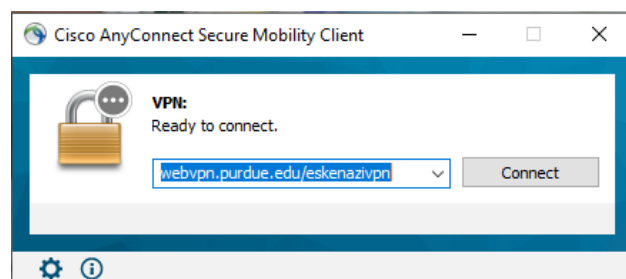 Cisco AnyConnect Secure Mobility Client
VPN:
Ready to connect.
webvpn.purdue.edu/eskenazivpn
Connect